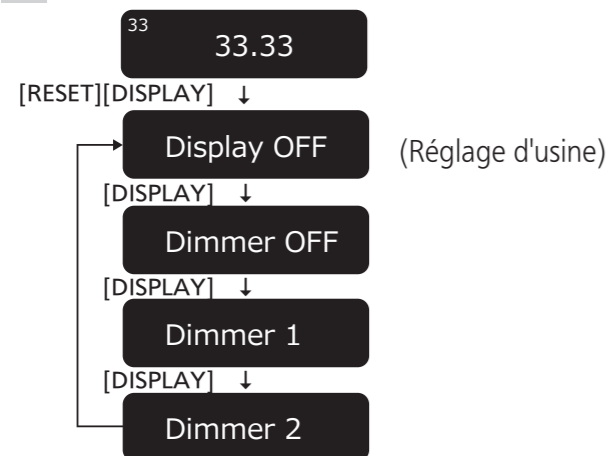 33
33.33
[RESET][DISPLAY] ↓
Display OFF (Réglage d'usine)
[DISPLAY] ↓
Dimmer OFF
[DISPLAY] ↓
Dimmer 1
[DISPLAY] ↓
Dimmer 2